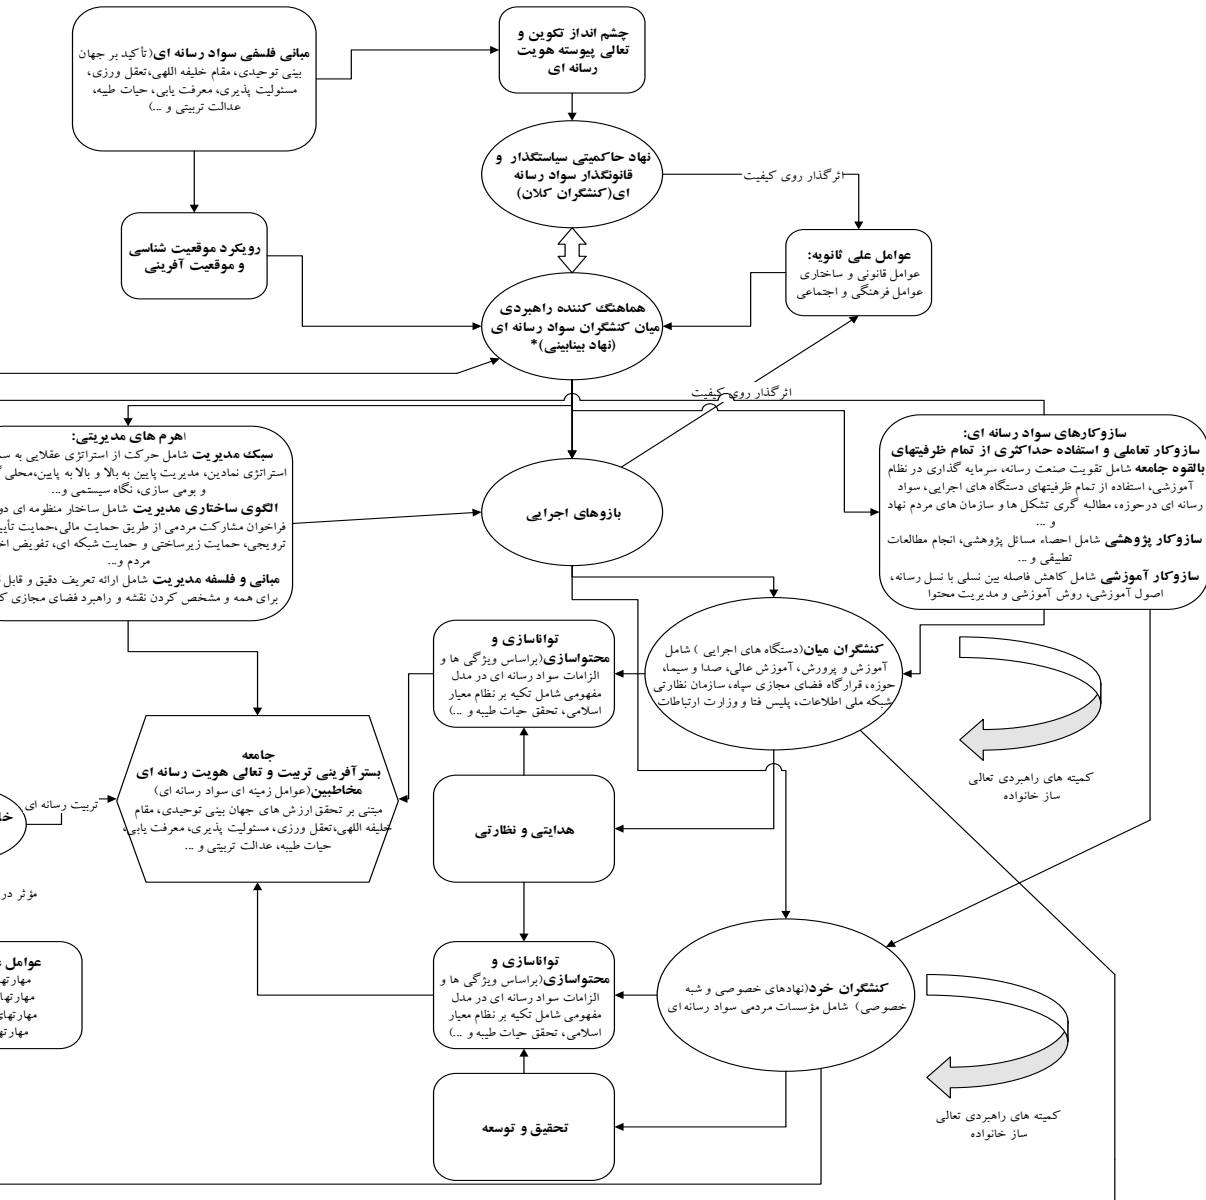 چشم انداز تکوین و
تعالی پیوسته هویت
رسانه ای
مبانی فلسفی سواد رسانه ای(تأکید بر جهان
بینی توحیدی، مقام خلیفه اللهی،تعقل ورزی،
مسئولیت پذیری، معرفت یابی، حیات طیبه،
عدالت تربیتی و ...)
نهاد حاکمیتی سیاستگذار و
قانونگذار سواد رسانه
ای(کنشگران کلان)
اثرگذار روی کیفیت
رویکرد موقعیت شناسی
و موقعیت آفرینی
عوامل علی ثانویه:
عوامل قانونی و ساختاری
عوامل فرهنگی و اجتماعی
هماهنگ کننده راهبردی
میان کنشگران سواد رسانه ای
(نهاد بینابینی)*
اثرگذار روی کیفیت
سازوکارهای سواد رسانه ای:
سازوکار تعاملی و استفاده حداکثری از تمام ظرفیتهای
بالقوه جامعه شامل تقویت صنعت رسانه، سرمایه گذاری در نظام
آموزشی، استفاده از تمام ظرفیتهای دستگاه های اجرایی، سواد
رسانه ای درحوزه، مطالبه گری تشکل ها و سازمان های مردم نهاد
و ...
سازوکار پژوهشی شامل احصاء مسائل پژوهشی، انجام مطالعات
تطبیقی و ...
سازوکار آموزشی شامل کاهش فاصله بین نسلی با نسل رسانه،
اصول آموزشی، روش آموزشی و مدیریت محتوا
اهرم های مدیریتی:
سبک مدیریت شامل حرکت از استراتژی عقلایی به
استراتژی نمادین، مدیریت پایین به بالا و بالا به پایین،محلی
و بومی سازی، نگاه سیستمی و...
الگوی ساختاری مدیریت شامل ساختار منظومه ای
فراخوان مشارکت مردمی از طریق حمایت مالی،حمایت
ترویجی، حمایت زیرساختی و حمایت شبکه ای، تفویض
مردم و...
مبانی و فلسفه مدیریت شامل ارائه تعریف دقیق و قابل
برای همه و مشخص کردن نقشه و راهبرد فضای مجازی
بازوهای اجرایی
کنشگران میان(دستگاه های اجرایی ) شامل
آموزش و پرورش، آموزش عالی، صدا و سیما،
حوزه، قرارگاه فضای مجازی سپاه، سازمان نظارتی
شبکه ملی اطلاعات، پلیس فتا و وزارت ارتباطات
تواناسازی و
محتواسازی(براساس ویژگی ها و
الزامات سواد رسانه ای در مدل
مفهومی شامل تکیه بر نظام معیار
اسلامی، تحقق حیات طیبه و ...)
کمیته های راهبردی تعالی
ساز خانواده
جامعه
بسترآفرینی تربیت و تعالی هویت رسانه ای
مخاطبین(عوامل زمینه ای سواد رسانه ای)
مبتنی بر تحقق ارزش های جهان بینی توحیدی، مقام
خلیفه اللهی،تعقل ورزی، مسئولیت پذیری، معرفت یابی،
حیات طیبه، عدالت تربیتی و ...
تربیت رسانه ای
هدایتی و نظارتی
مؤثر در
عوامل
تواناسازی و
محتواسازی(براساس ویژگی ها و
الزامات سواد رسانه ای در مدل
مفهومی شامل تکیه بر نظام معیار
اسلامی، تحقق حیات طیبه و ...)
کنشگران خرد(نهادهای خصوصی و شبه
خصوصی) شامل مؤسسات مردمی سواد رسانه ای
تحقیق و توسعه
کمیته های راهبردی تعالی
ساز خانواده